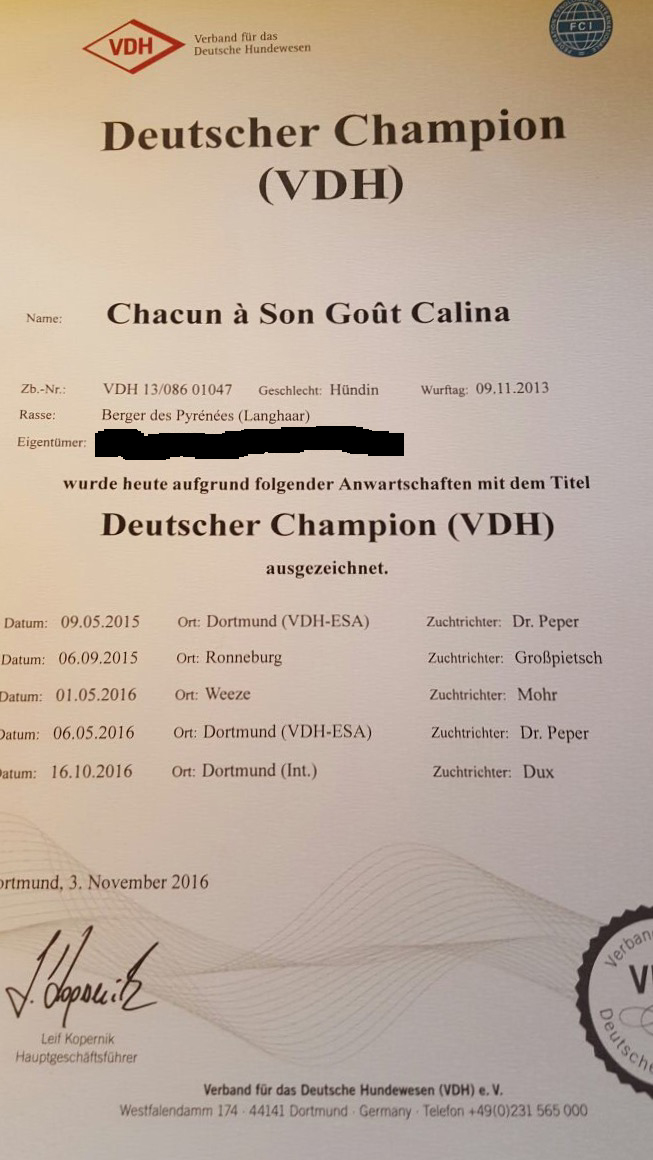 VDH
Verband für das
Deutsche Hundewesen
FCI
Deutscher Champion
(VDH)
Name: Chacun à Son Goût Calina
Zb.-Nr.: VDH 13/086 01047 Geschlecht: Hündin Wurftag: 09.11.2013
Rasse: Berger des Pyrénées (Langhaar)
Eigentümer:
wurde heute aufgrund folgender Anwartschaften mit dem Titel
Deutscher Champion (VDH)
ausgezeichnet.
Datum: 09.05.2015 Ort: Dortmund (VDH-ESA) Zuchtrichter: Dr. Peper
Datum: 06.09.2015 Ort: Ronneburg Zuchtrichter: Großpietsch
Datum: 01.05.2016 Ort: Weeze Zuchtrichter: Mohr
Datum: 06.05.2016 Ort: Dortmund (VDH-ESA) Zuchtrichter: Dr. Peper
atum: 16.10.2016 Ort: Dortmund (Int.) Zuchtrichter: Dux
ortmund, 3. November 2016
L. Kopernik
Leif Kopernik
Hauptgeschäftsführer
Verban
V
Deutsche
Verband für das Deutsche Hundewesen (VDH) e. V.
Westfalendamm 174 · 44141 Dortmund · Germany · Telefon +49(0)231 565 000